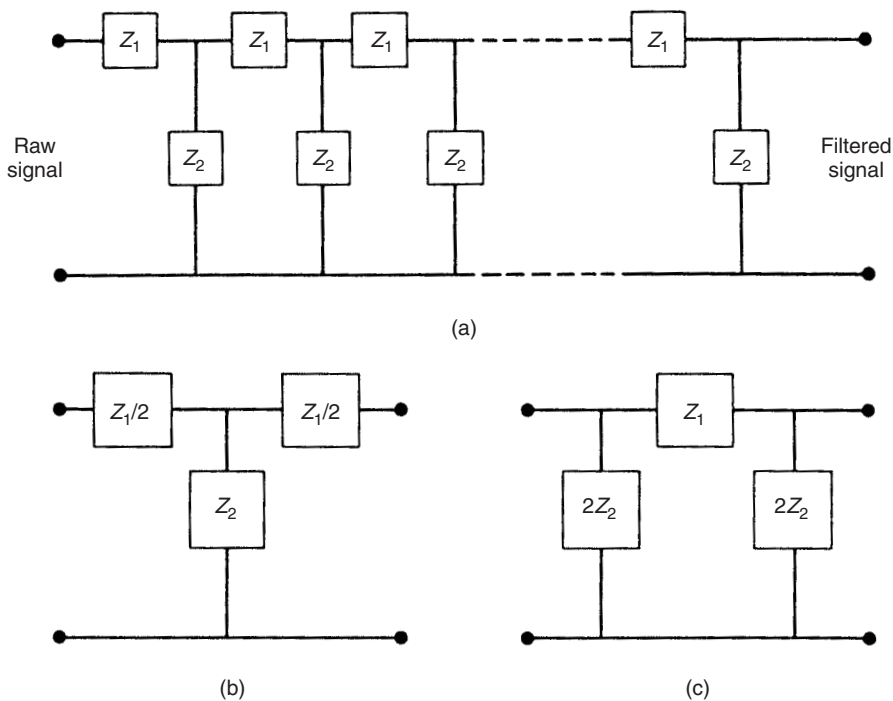 Z1 Z1 Z1 Z1
Raw
signal
Z2 Z2 Z2 Z2
Filtered
signal
(a)
Z1/2 Z1/2
Z2
(b)
Z1
2Z2 2Z2
(c)